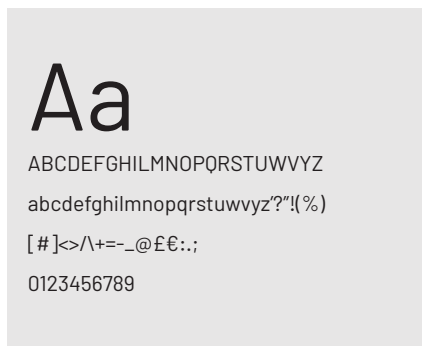 Aa
ABCDEFGHILMNOPQRSTUWVYZ
abcdefghilmnopqrstuwvyz'?"!(%)
[#]<>/\+=-_@£€:.;
0123456789